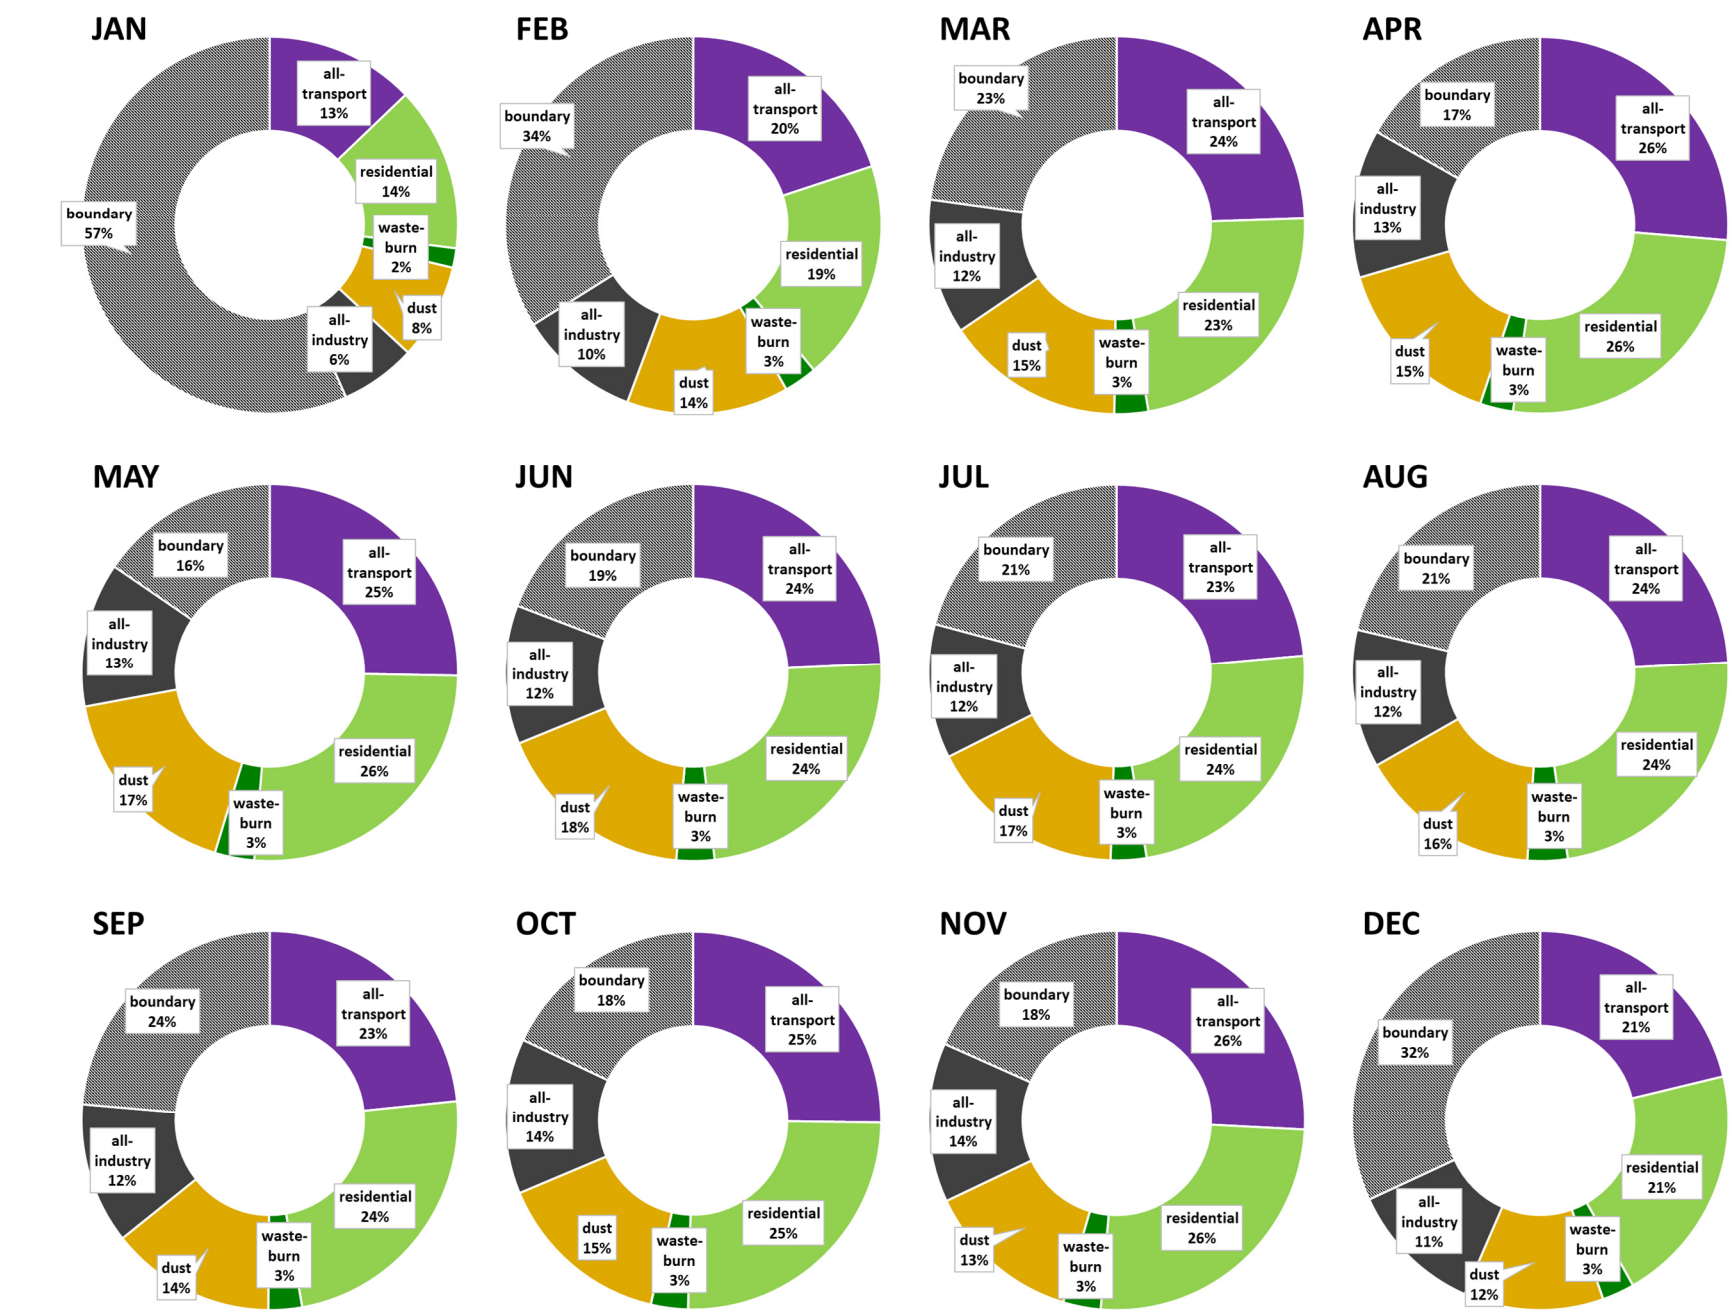 JAN
all-
transport
13%
residential
14%
waste-
burn
2%
dust
8%
all-
industry
6%
boundary
57%
FEB
all-
transport
20%
residential
19%
waste-
burn
3%
dust
14%
all-
industry
10%
boundary
34%
MAR
all-
transport
24%
residential
23%
waste-
burn
3%
dust
15%
all-
industry
12%
boundary
23%
APR
all-
transport
26%
residential
26%
waste-
burn
3%
dust
15%
all-
industry
13%
boundary
17%
MAY
all-
transport
25%
residential
26%
waste-
burn
3%
dust
17%
all-
industry
13%
boundary
16%
JUN
all-
transport
24%
residential
24%
waste-
burn
3%
dust
18%
all-
industry
12%
boundary
19%
JUL
all-
transport
23%
residential
24%
waste-
burn
3%
dust
17%
all-
industry
12%
boundary
21%
AUG
all-
transport
24%
residential
24%
waste-
burn
3%
dust
16%
all-
industry
12%
boundary
21%
SEP
all-
transport
23%
residential
24%
waste-
burn
3%
dust
14%
all-
industry
12%
boundary
24%
OCT
all-
transport
25%
residential
25%
waste-
burn
3%
dust
15%
all-
industry
14%
boundary
18%
NOV
all-
transport
26%
residential
26%
waste-
burn
3%
dust
13%
all-
industry
14%
boundary
18%
DEC
all-
transport
21%
residential
21%
waste-
burn
3%
dust
12%
all-
industry
11%
boundary
32%